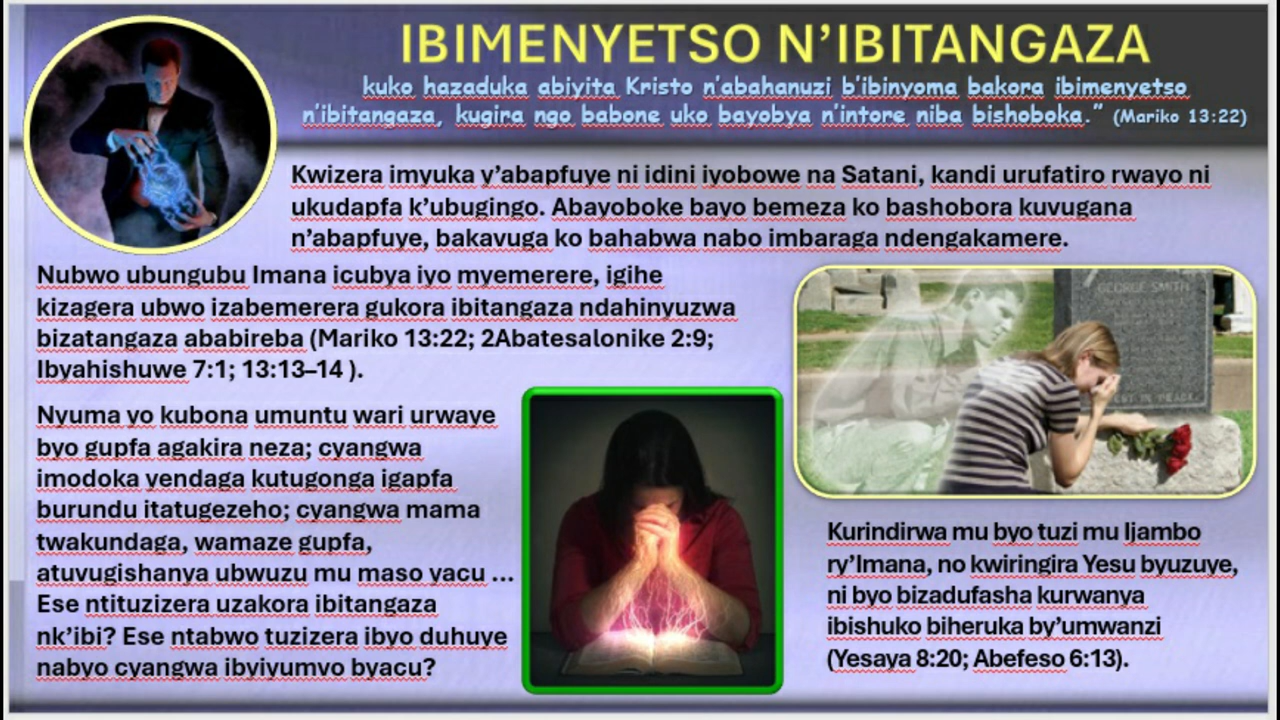 IBIMENYETSO N’IBITANGAZA
kuko hazaduka abiyita Kristo n’abahanuzi b’ibinyoma bakora ibimenyetso
n’ibitangaza, kugira ngo babone uko bayobya n’intore niba bishoboka.” (Mariko 13:22)
Kwizera imyuka y’abapfuye ni idini iyobowe na Satani, kandi urufatiro rwayo ni
ukudapfa k’ubugingo. Abayoboke bayo bemeza ko bashobora kuvugana
n’abapfuye, bakavuga ko bahabwa nabo imbaraga ndengakamere.
Nubwo ubungubu Imana icubya iyo myemerere, igihe
kizagera ubwo izabemerera gukora ibitangaza ndahinyuzwa
bizatangaza ababireba (Mariko 13:22; 2Abatesalonike 2:9;
Ibyahishuwe 7:1; 13:13–14 ).
GEORGE SMITH
REST IN PEACE
Nyuma yo kubona umuntu wari urwaye
byo gupfa agakira neza; cyangwa
imodoka yendaga kutugonga igapfa
burundu itatugezeho; cyangwa mama
twakundaga, wamaze gupfa,
atuvugishanya ubwuzu mu maso yacu ...
Ese ntituzizera uzakora ibitangaza
nk’ibi? Ese ntabwo tuzizera ibyo duhuye
nabyo cyangwa ibyiyumvo byacu?
Kurindirwa mu byo tuzi mu Ijambo
ry’Imana, no kwiringira Yesu byuzuye,
ni byo bizadufasha kurwanya
ibishuko biheruka by’umwanzi
(Yesaya 8:20; Abefeso 6:13).